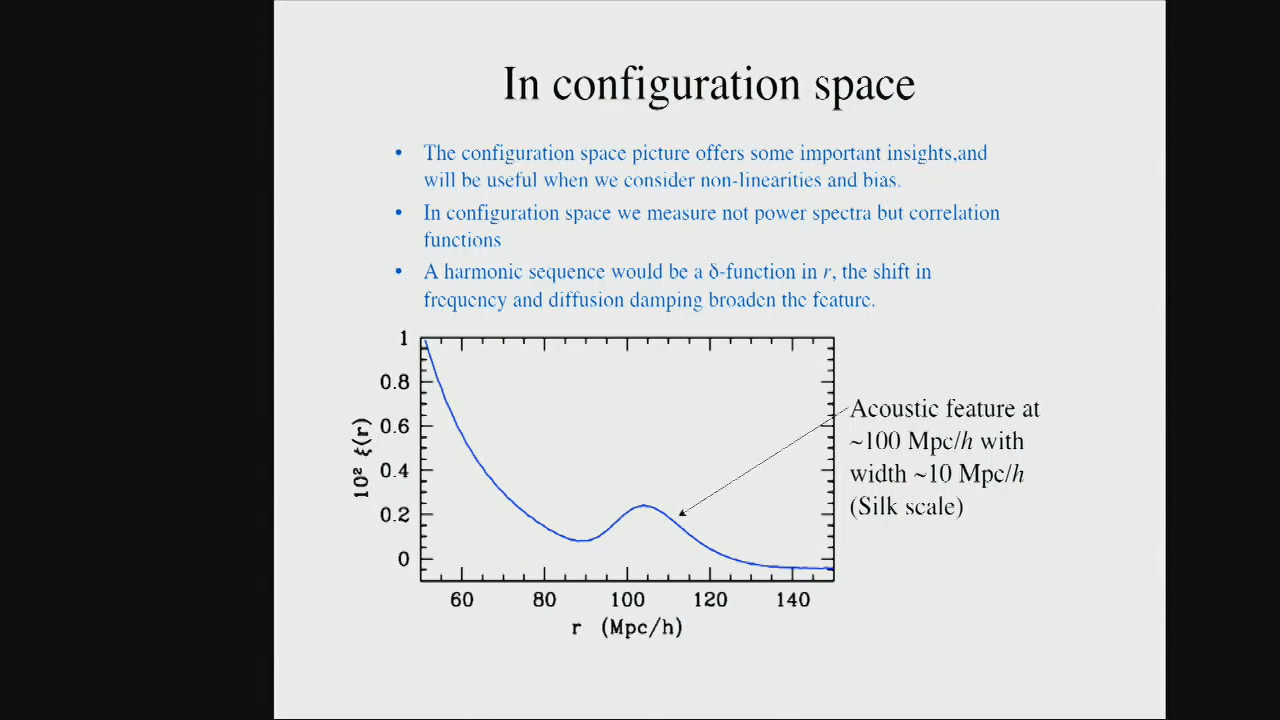 In configuration space
• The configuration space picture offers some important insights,and
will be useful when we consider non-linearities and bias.
• In configuration space we measure not power spectra but correlation
functions
• A harmonic sequence would be a δ-function in r, the shift in
frequency and diffusion damping broaden the feature.
1
0.8
0.6
0.4
0.2
0
10² ξ(r)
60 80 100 120 140
r (Mpc/h)
Acoustic feature at
~100 Mpc/h with
width ~10 Mpc/h
(Silk scale)